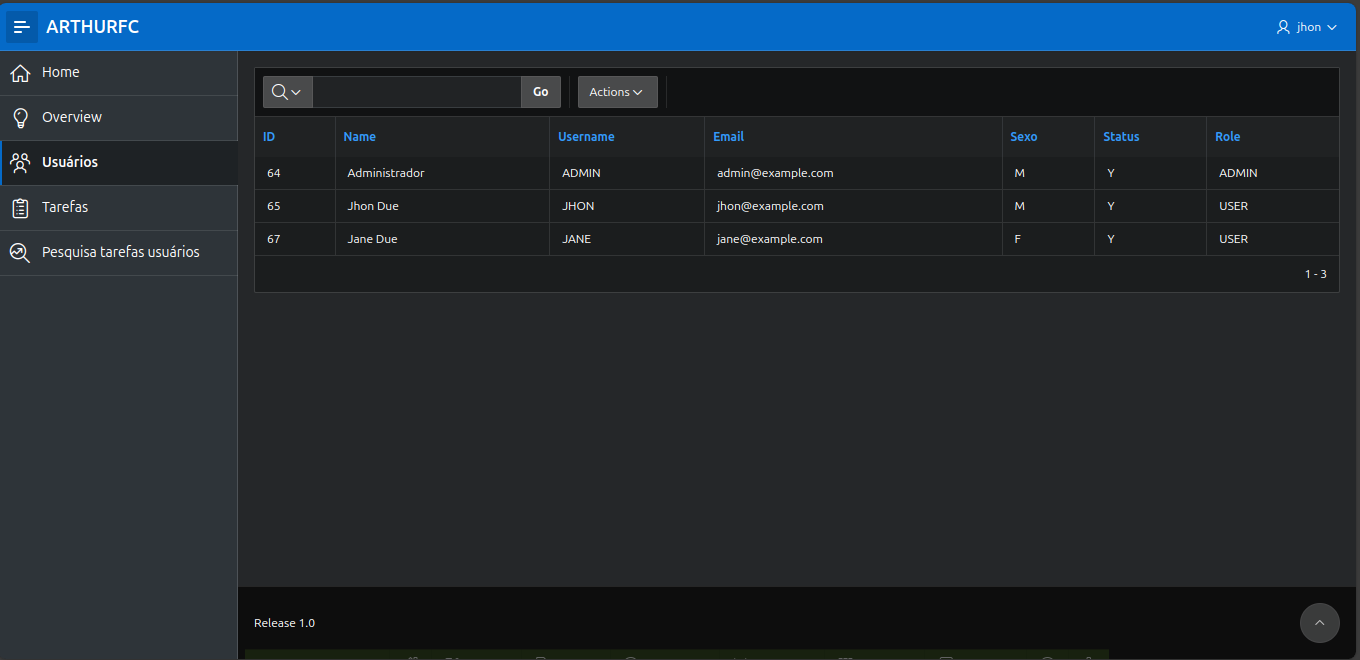 ARTHURFC
jhon
Home
Overview
Usuários
Tarefas
Pesquisa tarefas usuários
Go
Actions
ID Name Username Email Sexo Status Role
64 Administrador ADMIN admin@example.com M Y ADMIN
65 Jhon Due JHON jhon@example.com M Y USER
67 Jane Due JANE jane@example.com F Y USER
1 - 3
Release 1.0